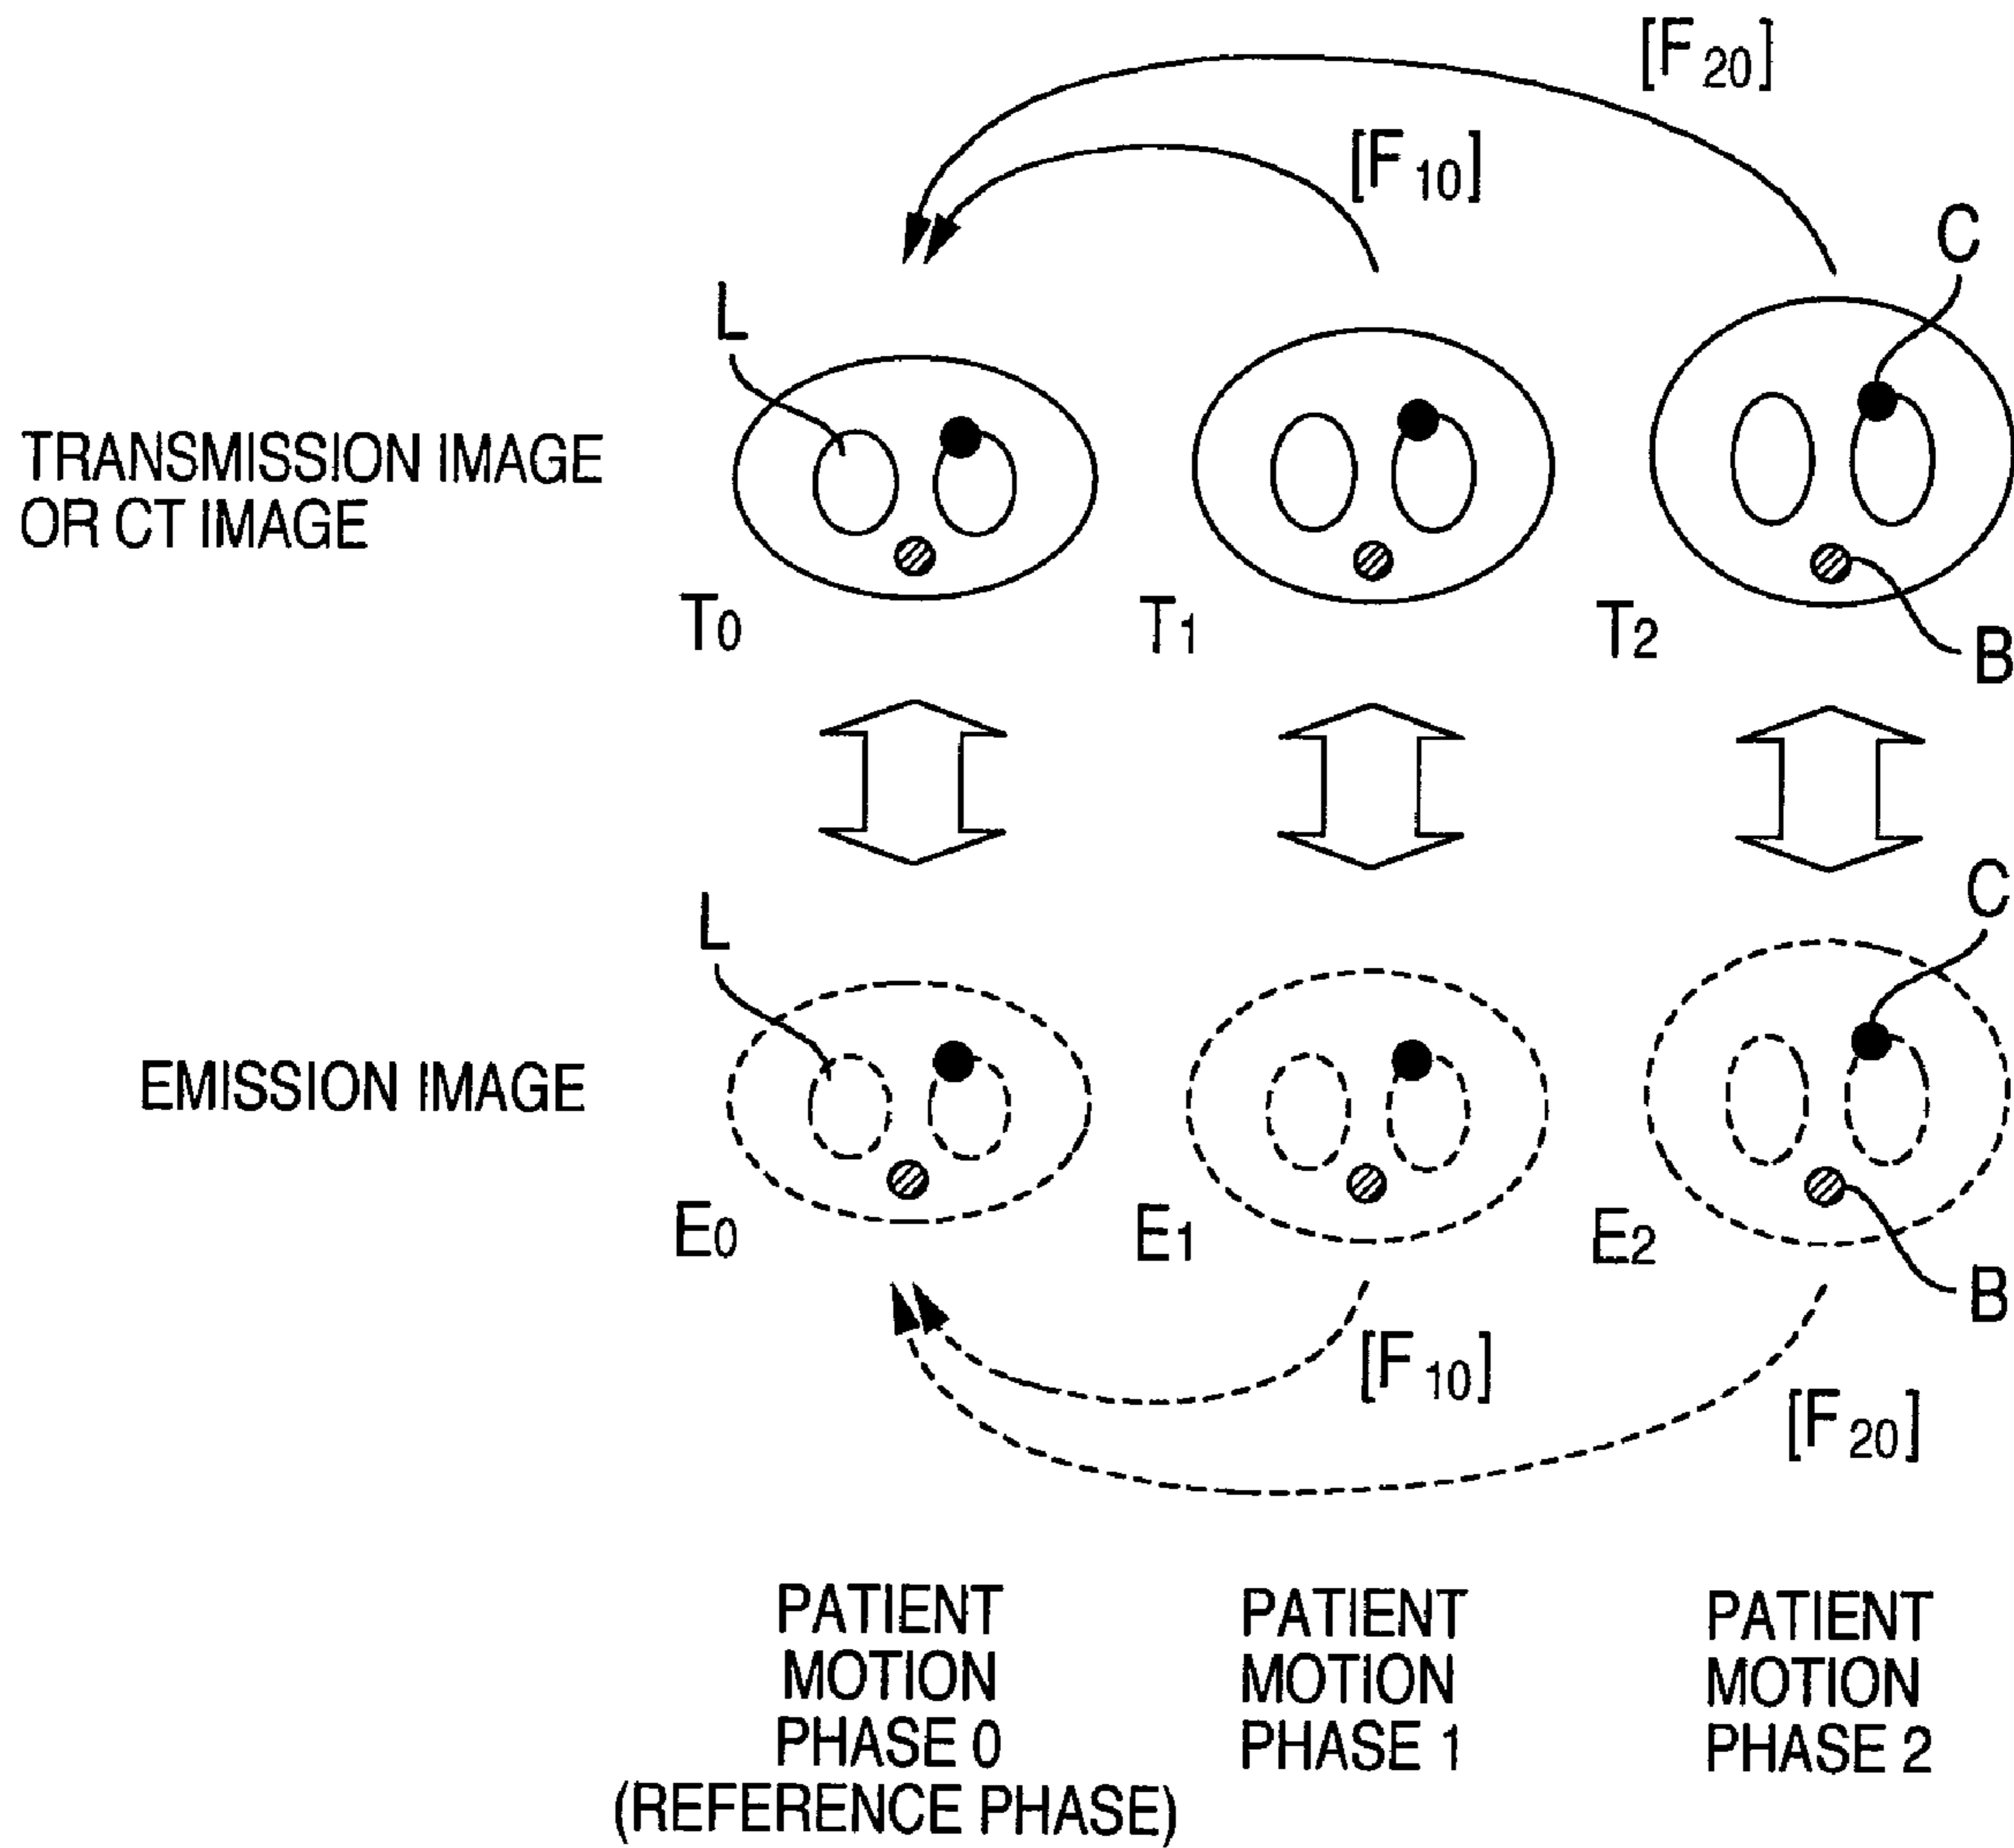 [F20]
[F10]
C
L
TRANSMISSION IMAGE
OR CT IMAGE
T0
T1
T2
B
C
L
EMISSION IMAGE
E0
E1
E2
B
[F10]
[F20]
PATIENT
MOTION
PHASE 0
(REFERENCE PHASE)
PATIENT
MOTION
PHASE 1
PATIENT
MOTION
PHASE 2